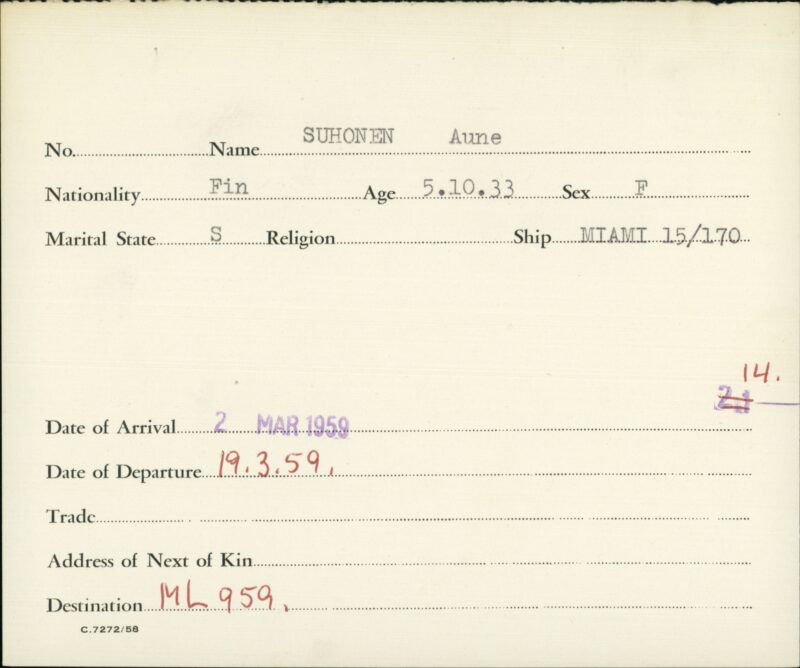 No. Name SUHONEN Aune
Nationality Fin Age 5.10.33 Sex F
Marital State S Religion Ship MIAMI 15/170
14.
21
Date of Arrival 2 MAR 1959
Date of Departure 19.3.59.
Trade
Address of Next of Kin
Destination ML 959.
C.7272/58